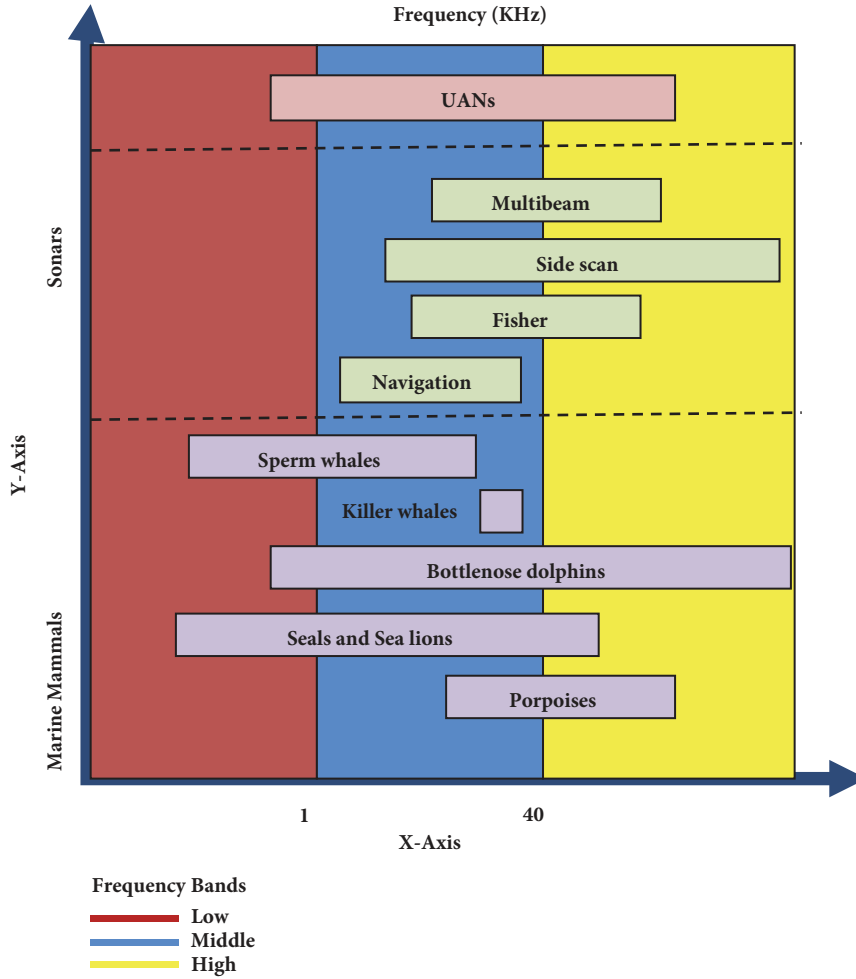 Frequency (KHz)
UANs
Sonars
Multibeam
Side scan
Fisher
Navigation
Y-Axis
Marine Mammals
Sperm whales
Killer whales
Bottlenose dolphins
Seals and Sea lions
Porpoises
1
40
X-Axis
Frequency Bands
Low
Middle
High